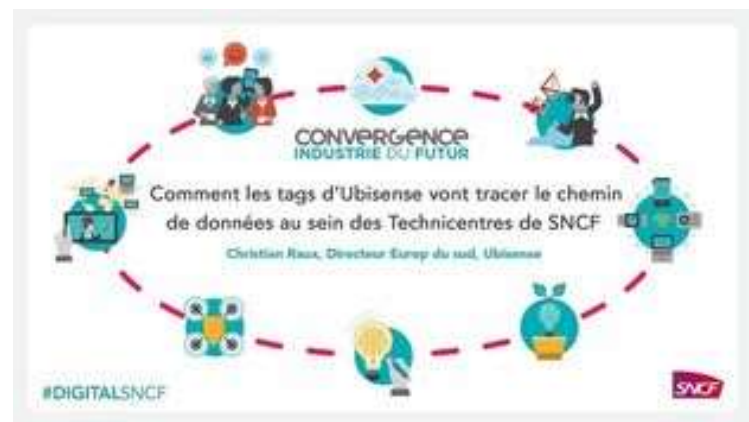 CONVERGENCE
INDUSTRIE DU FUTUR
Comment les tags d'Ubisense vont tracer le chemin
de données au sein des Technicentres de SNCF
Christian Raux, Directeur Europ du sud, Ubisense
#DIGITALSNCF
SNCF